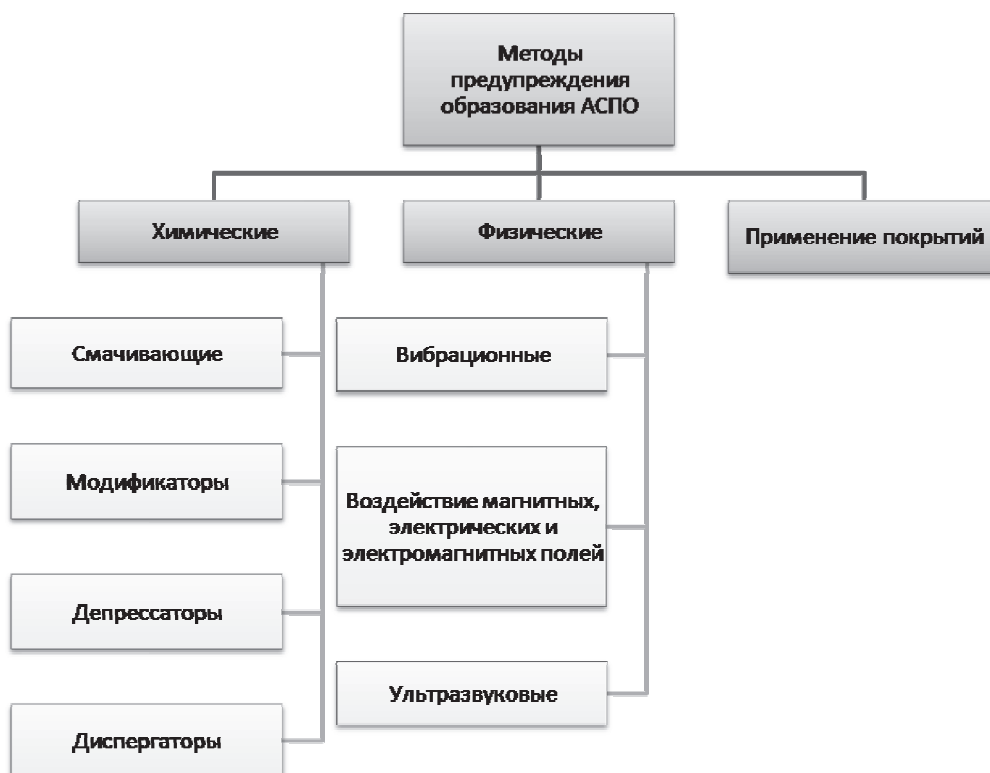 Методы
предупреждения
образования АСПО
Химические
Физические
Применение покрытий
Смачивающие
Модификаторы
Депрессаторы
Диспергаторы
Вибрационные
Воздействие магнитных,
электрических и
электромагнитных полей
Ультразвуковые